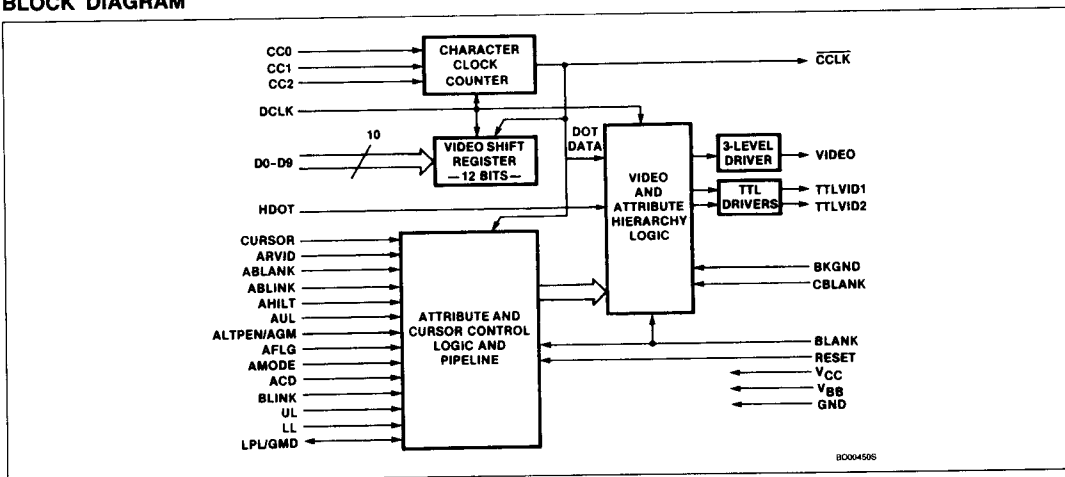 BLOCK DIAGRAM
CC0
CC1
CC2
CHARACTER
CLOCK
COUNTER
CCLK
DCLK
10
D0-D9
VIDEO SHIFT
REGISTER
— 12 BITS —
DOT
DATA
VIDEO
AND
ATTRIBUTE
HIERARCHY
LOGIC
3-LEVEL
DRIVER
VIDEO
TTL
DRIVERS
TTLVID1
TTLVID2
HDOT
CURSOR
ARVID
ABLANK
ABLINK
AHILT
AUL
ALTPEN/AGM
AFLG
AMODE
ACD
BLINK
UL
LL
LPL/GMD
ATTRIBUTE AND
CURSOR CONTROL
LOGIC AND
PIPELINE
BKGND
CBLANK
BLANK
RESET
VCC
VBB
GND
BD00450S